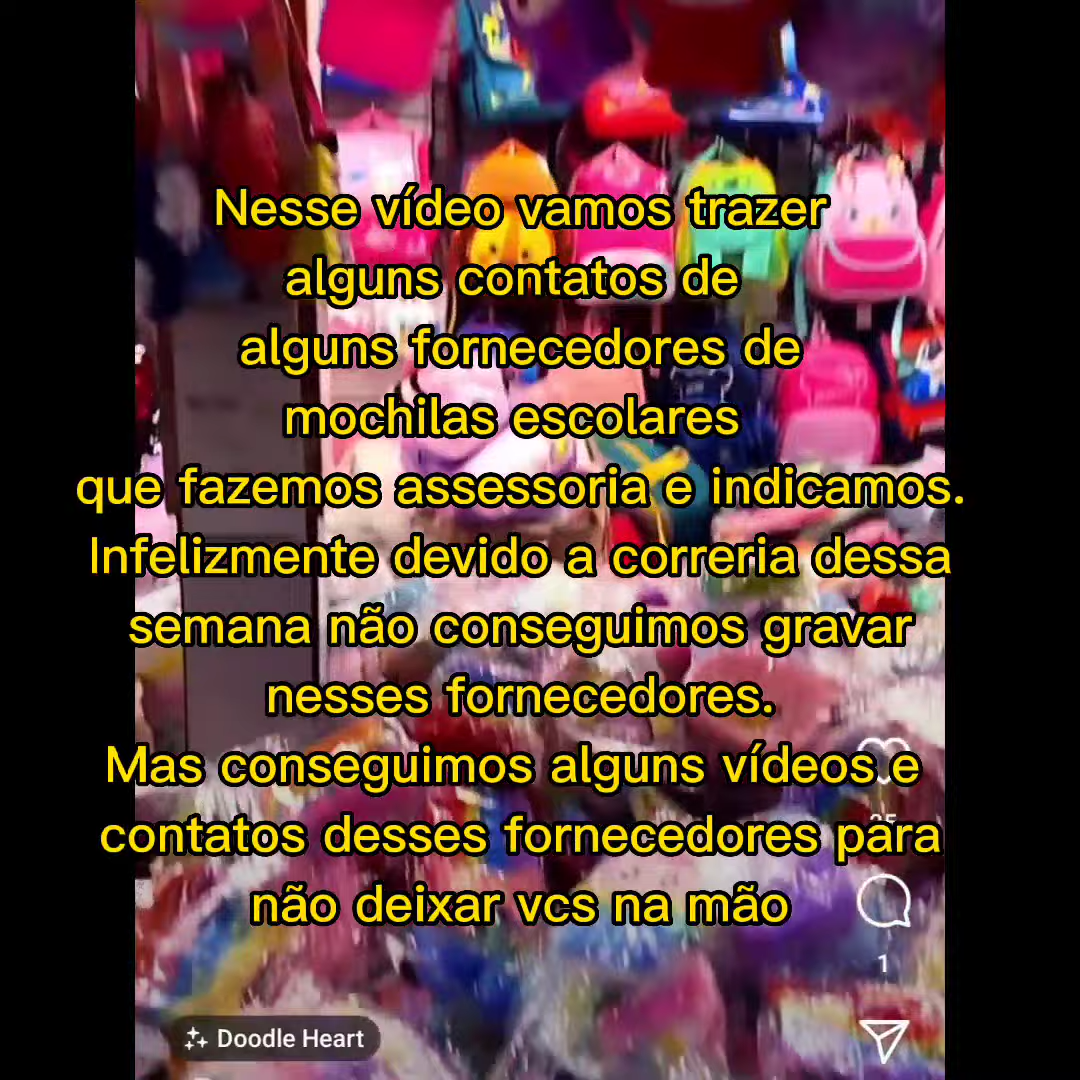 Nesse vídeo vamos trazer
alguns contatos de
alguns fornecedores de
mochilas escolares
que fazemos assessoria e indicamos.
Infelizmente devido a correria dessa
semana não conseguimos gravar
nesses fornecedores.
Mas conseguimos alguns vídeos e
contatos desses fornecedores para
não deixar vcs na mão
1
Doodle Heart